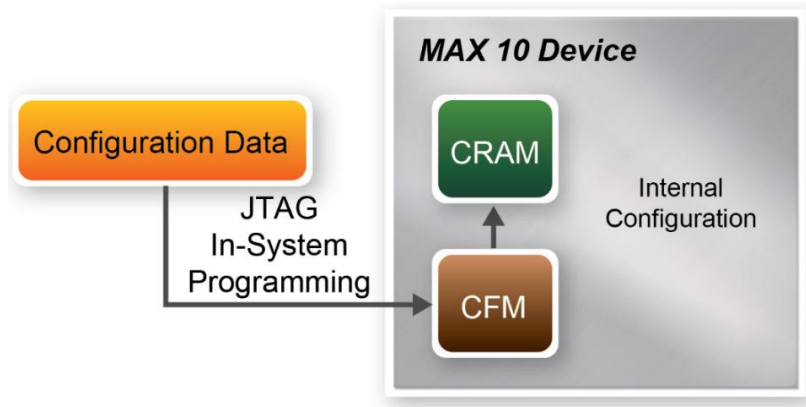 MAX 10 Device
Configuration Data
CRAM
Internal
Configuration
JTAG
In-System
Programming
CFM